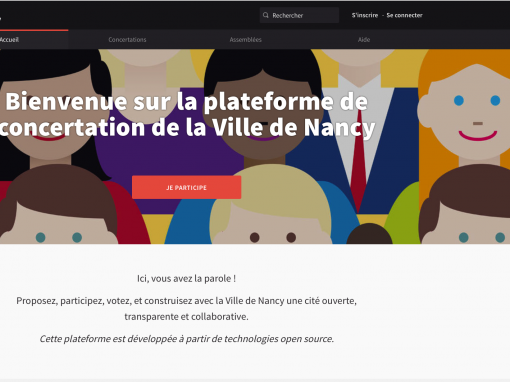 Rechercher
S'inscrire - Se connecter
Accueil
Concertations
Assemblées
Aide
Bienvenue sur la plateforme de
concertation de la Ville de Nancy
JE PARTICIPE
Ici, vous avez la parole !
Proposez, participez, votez, et construisez avec la Ville de Nancy une cité ouverte,
transparente et collaborative.
Cette plateforme est développée à partir de technologies open source.